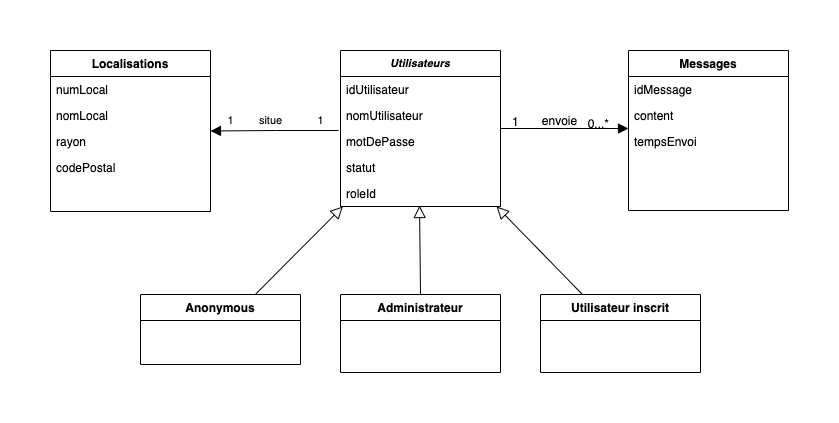 Localisations
numLocal
nomLocal
rayon
codePostal
1 situe 1
Utilisateurs
idUtilisateur
nomUtilisateur
motDePasse
statut
roleId
1 envoie 0...*
Messages
idMessage
content
tempsEnvoi
Anonymous
Administrateur
Utilisateur inscrit